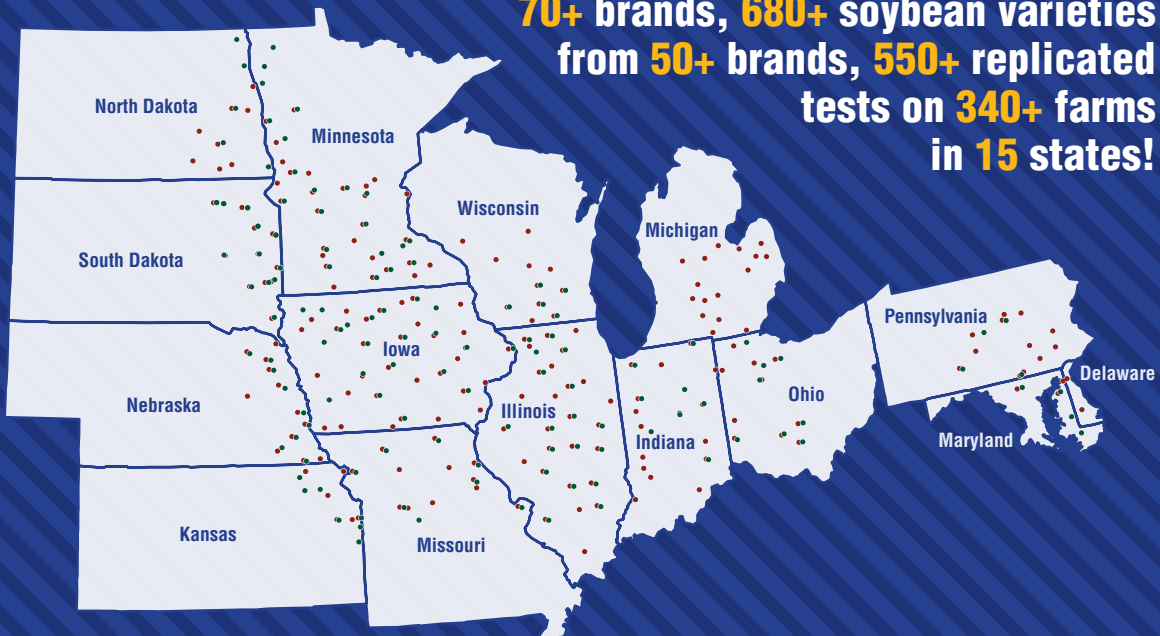 70+ brands, 680+ soybean varieties
from 50+ brands, 550+ replicated
tests on 340+ farms
in 15 states!
North Dakota
Minnesota
Wisconsin
Michigan
South Dakota
Pennsylvania
Iowa
Delaware
Nebraska
Illinois
Ohio
Indiana
Maryland
Kansas
Missouri